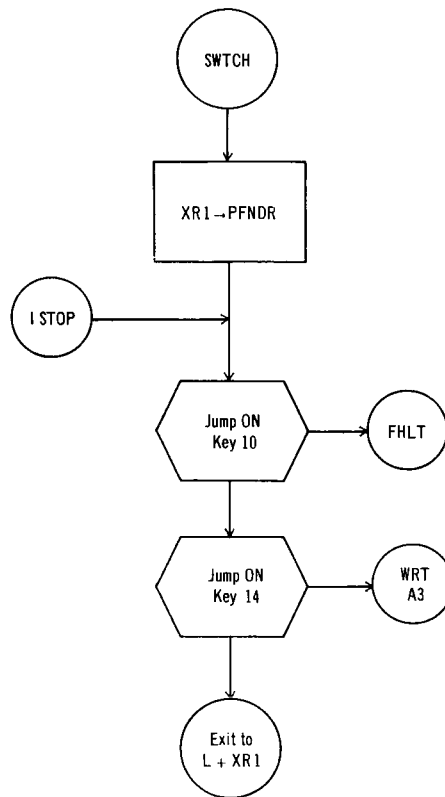 SWTCH
XR1→PFNDR
I STOP
Jump ON
Key 10
FHLT
Jump ON
Key 14
WRT
A3
Exit to
L + XR1